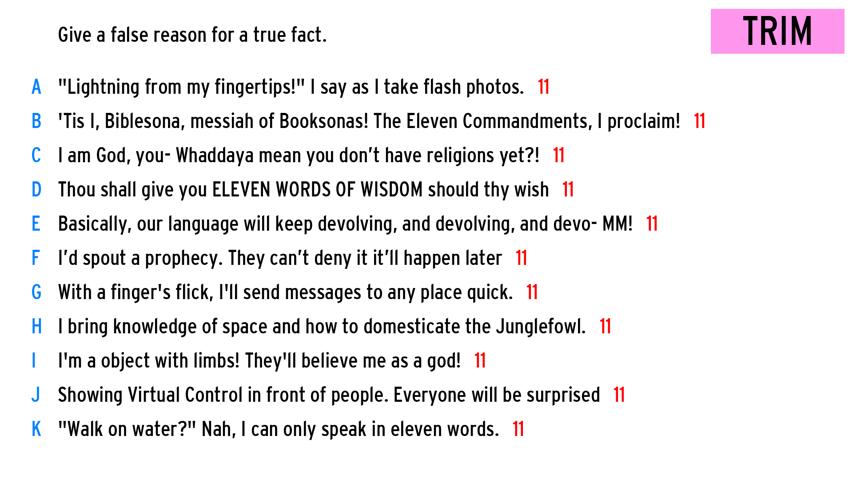 Give a false reason for a true fact.
TRIM
A "Lightning from my fingertips!" I say as I take flash photos. 11
B 'Tis I, Biblesona, messiah of Booksonas! The Eleven Commandments, I proclaim! 11
C I am God, you- Whaddaya mean you don’t have religions yet?! 11
D Thou shall give you ELEVEN WORDS OF WISDOM should thy wish 11
E Basically, our language will keep devolving, and devolving, and devo- MM! 11
F I’d spout a prophecy. They can’t deny it it’ll happen later 11
G With a finger's flick, I'll send messages to any place quick. 11
H I bring knowledge of space and how to domesticate the Junglefowl. 11
I I'm a object with limbs! They'll believe me as a god! 11
J Showing Virtual Control in front of people. Everyone will be surprised 11
K "Walk on water?" Nah, I can only speak in eleven words. 11